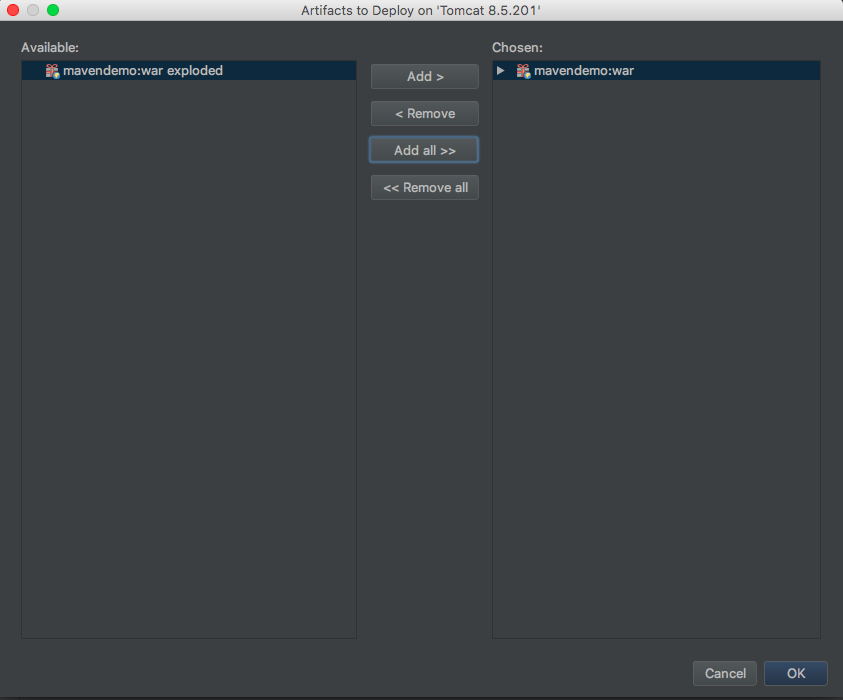 Artifacts to Deploy on 'Tomcat 8.5.201'
Available:
mavendemo:war exploded
Add >
< Remove
Add all >>
<< Remove all
Chosen:
mavendemo:war
Cancel
OK